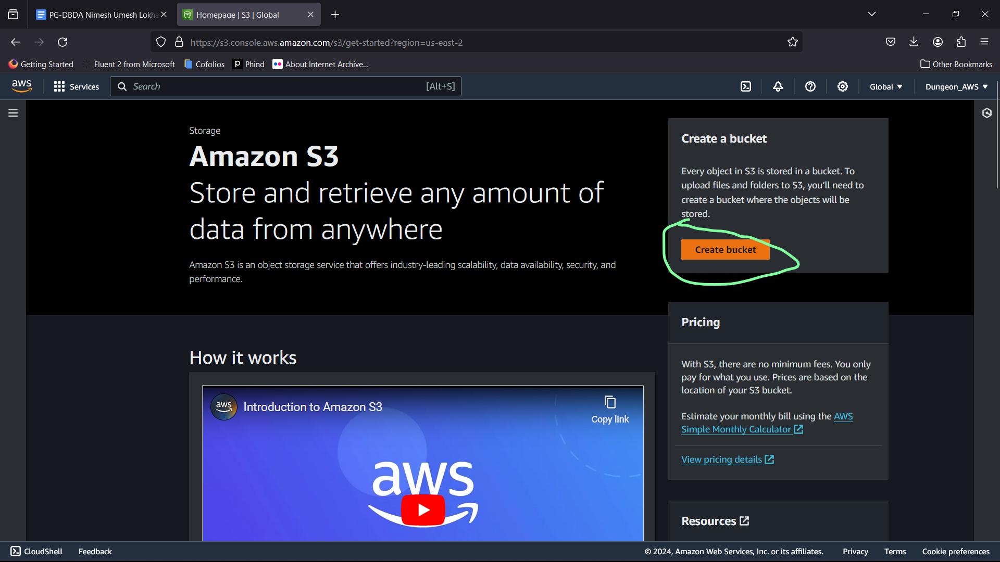 PG-DBDA Nimesh Umesh Lokha
Homepage | S3 | Global
https://s3.console.aws.amazon.com/s3/get-started?region=us-east-2
Getting Started
Fluent 2 from Microsoft
Cofolios
Phind
About Internet Archive...
Other Bookmarks
aws
Services
Search
[Alt+S]
Global
Dungeon_AWS
Storage
Amazon S3
Store and retrieve any amount of
data from anywhere
Amazon S3 is an object storage service that offers industry-leading scalability, data availability, security, and
performance.
Create a bucket
Every object in S3 is stored in a bucket. To
upload files and folders to S3, you'll need to
create a bucket where the objects will be
stored.
Create bucket
How it works
aws
Introduction to Amazon S3
Copy link
aws
Pricing
With S3, there are no minimum fees. You only
pay for what you use. Prices are based on the
location of your S3 bucket.
Estimate your monthly bill using the AWS
Simple Monthly Calculator
View pricing details
Resources
CloudShell
Feedback
© 2024, Amazon Web Services, Inc. or its affiliates.
Privacy
Terms
Cookie preferences